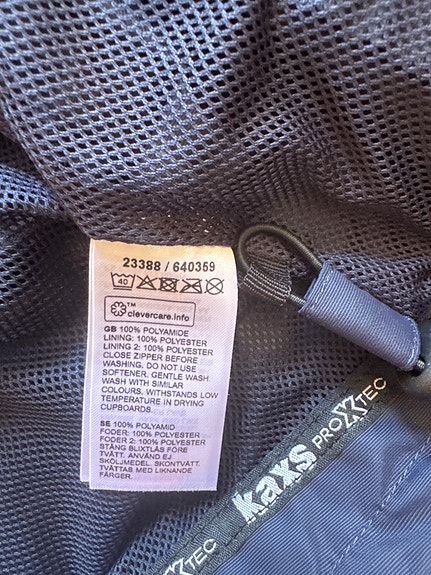 23388 / 640359
40
TM
clevercare.info
GB 100% POLYAMIDE
LINING: 100% POLYESTER
LINING 2: 100% POLYESTER
CLOSE ZIPPER BEFORE
WASHING. DO NOT USE
SOFTENER. GENTLE WASH
WASH WITH SIMILAR
COLOURS. WITHSTANDS LOW
TEMPERATURE IN DRYING
CUPBOARDS
SE 100% POLYAMID
FODER: 100% POLYESTER
FODER 2: 100% POLYESTER
STÄNG BLIXTLÅS FÖRE
TVÄTT. ANVÄND EJ
SKÖLJMEDEL. SKONTVÄTT.
TVÄTTAS MED LIKNANDE
FÄRGER.
kaxs PROXTEC
XTEC